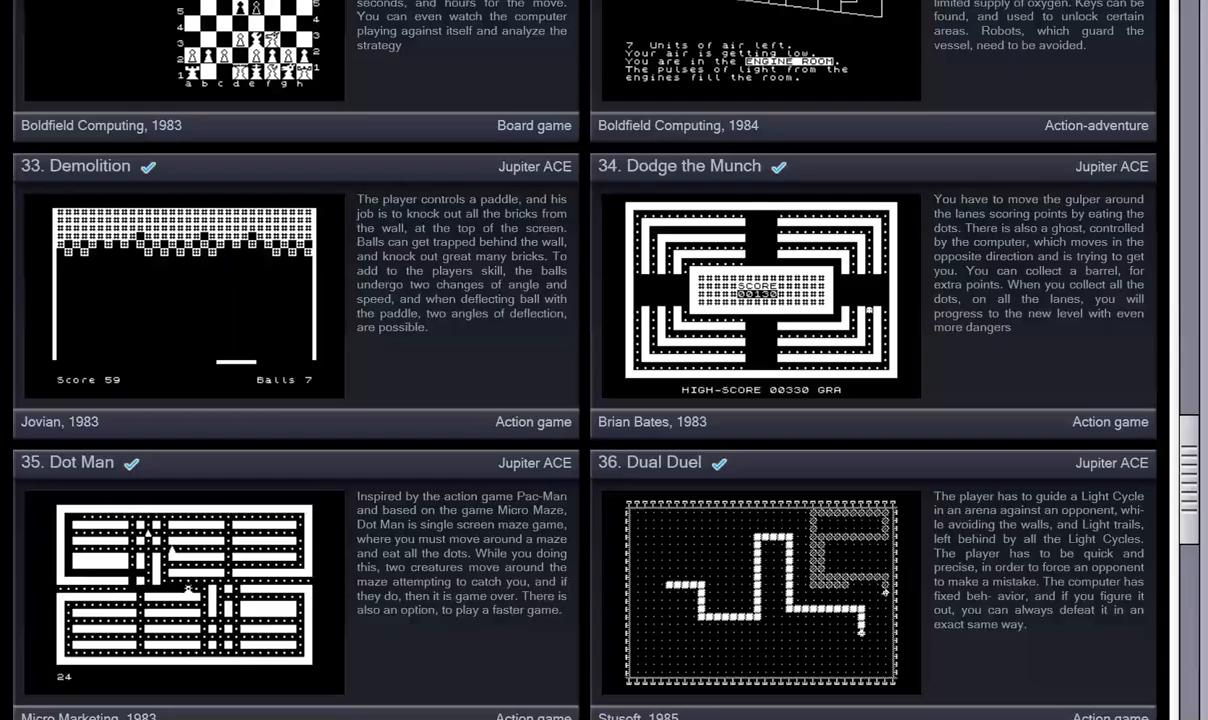 seconds, and hours for the move.
You can even watch the computer
playing against itself and analyze the
strategy
5
4
3
2
1
5
4
3
2
1
a b c d e f g h
Boldfield Computing, 1983
Board game
limited supply of oxygen. Keys can be
found, and used to unlock certain
areas. Robots, which guard the
vessel, need to be avoided.
7 Units of air left.
Your air is getting low.
You are in the ENGINE ROOM.
The pulses of light from the
engines fill the room.
Boldfield Computing, 1984
Action-adventure
33. Demolition
Jupiter ACE
The player controls a paddle, and his
job is to knock out all the bricks from
the wall, at the top of the screen.
Balls can get trapped behind the wall,
and knock out great many bricks. To
add to the players skill, the balls
undergo two changes of angle and
speed, and when deflecting ball with
the paddle, two angles of deflection,
are possible.
Score 59
Balls 7
Jovian, 1983
Action game
34. Dodge the Munch
Jupiter ACE
You have to move the gulper around
the lanes scoring points by eating the
dots. There is also a ghost, controlled
by the computer, which moves in the
opposite direction and is trying to get
you. You can collect a barrel, for
extra points. When you collect all the
dots, on all the lanes, you will
progress to the new level with even
more dangers
SCORE
00130
HIGH-SCORE 00330 GRA
Brian Bates, 1983
Action game
35. Dot Man
Jupiter ACE
Inspired by the action game Pac-Man
and based on the game Micro Maze,
Dot Man is single screen maze game,
where you must move around a maze
and eat all the dots. While you doing
this, two creatures move around the
maze attempting to catch you, and if
they do, then it is game over. There is
also an option, to play a faster game.
24
Micro Marketing, 1983
Action game
36. Dual Duel
Jupiter ACE
The player has to guide a Light Cycle
in an arena against an opponent, whi-
le avoiding the walls, and Light trails,
left behind by all the Light Cycles.
The player has to be quick and
precise, in order to force an opponent
to make a mistake. The computer has
fixed beh- avior, and if you figure it
out, you can always defeat it in an
exact same way.
Stusoft, 1985
Action game